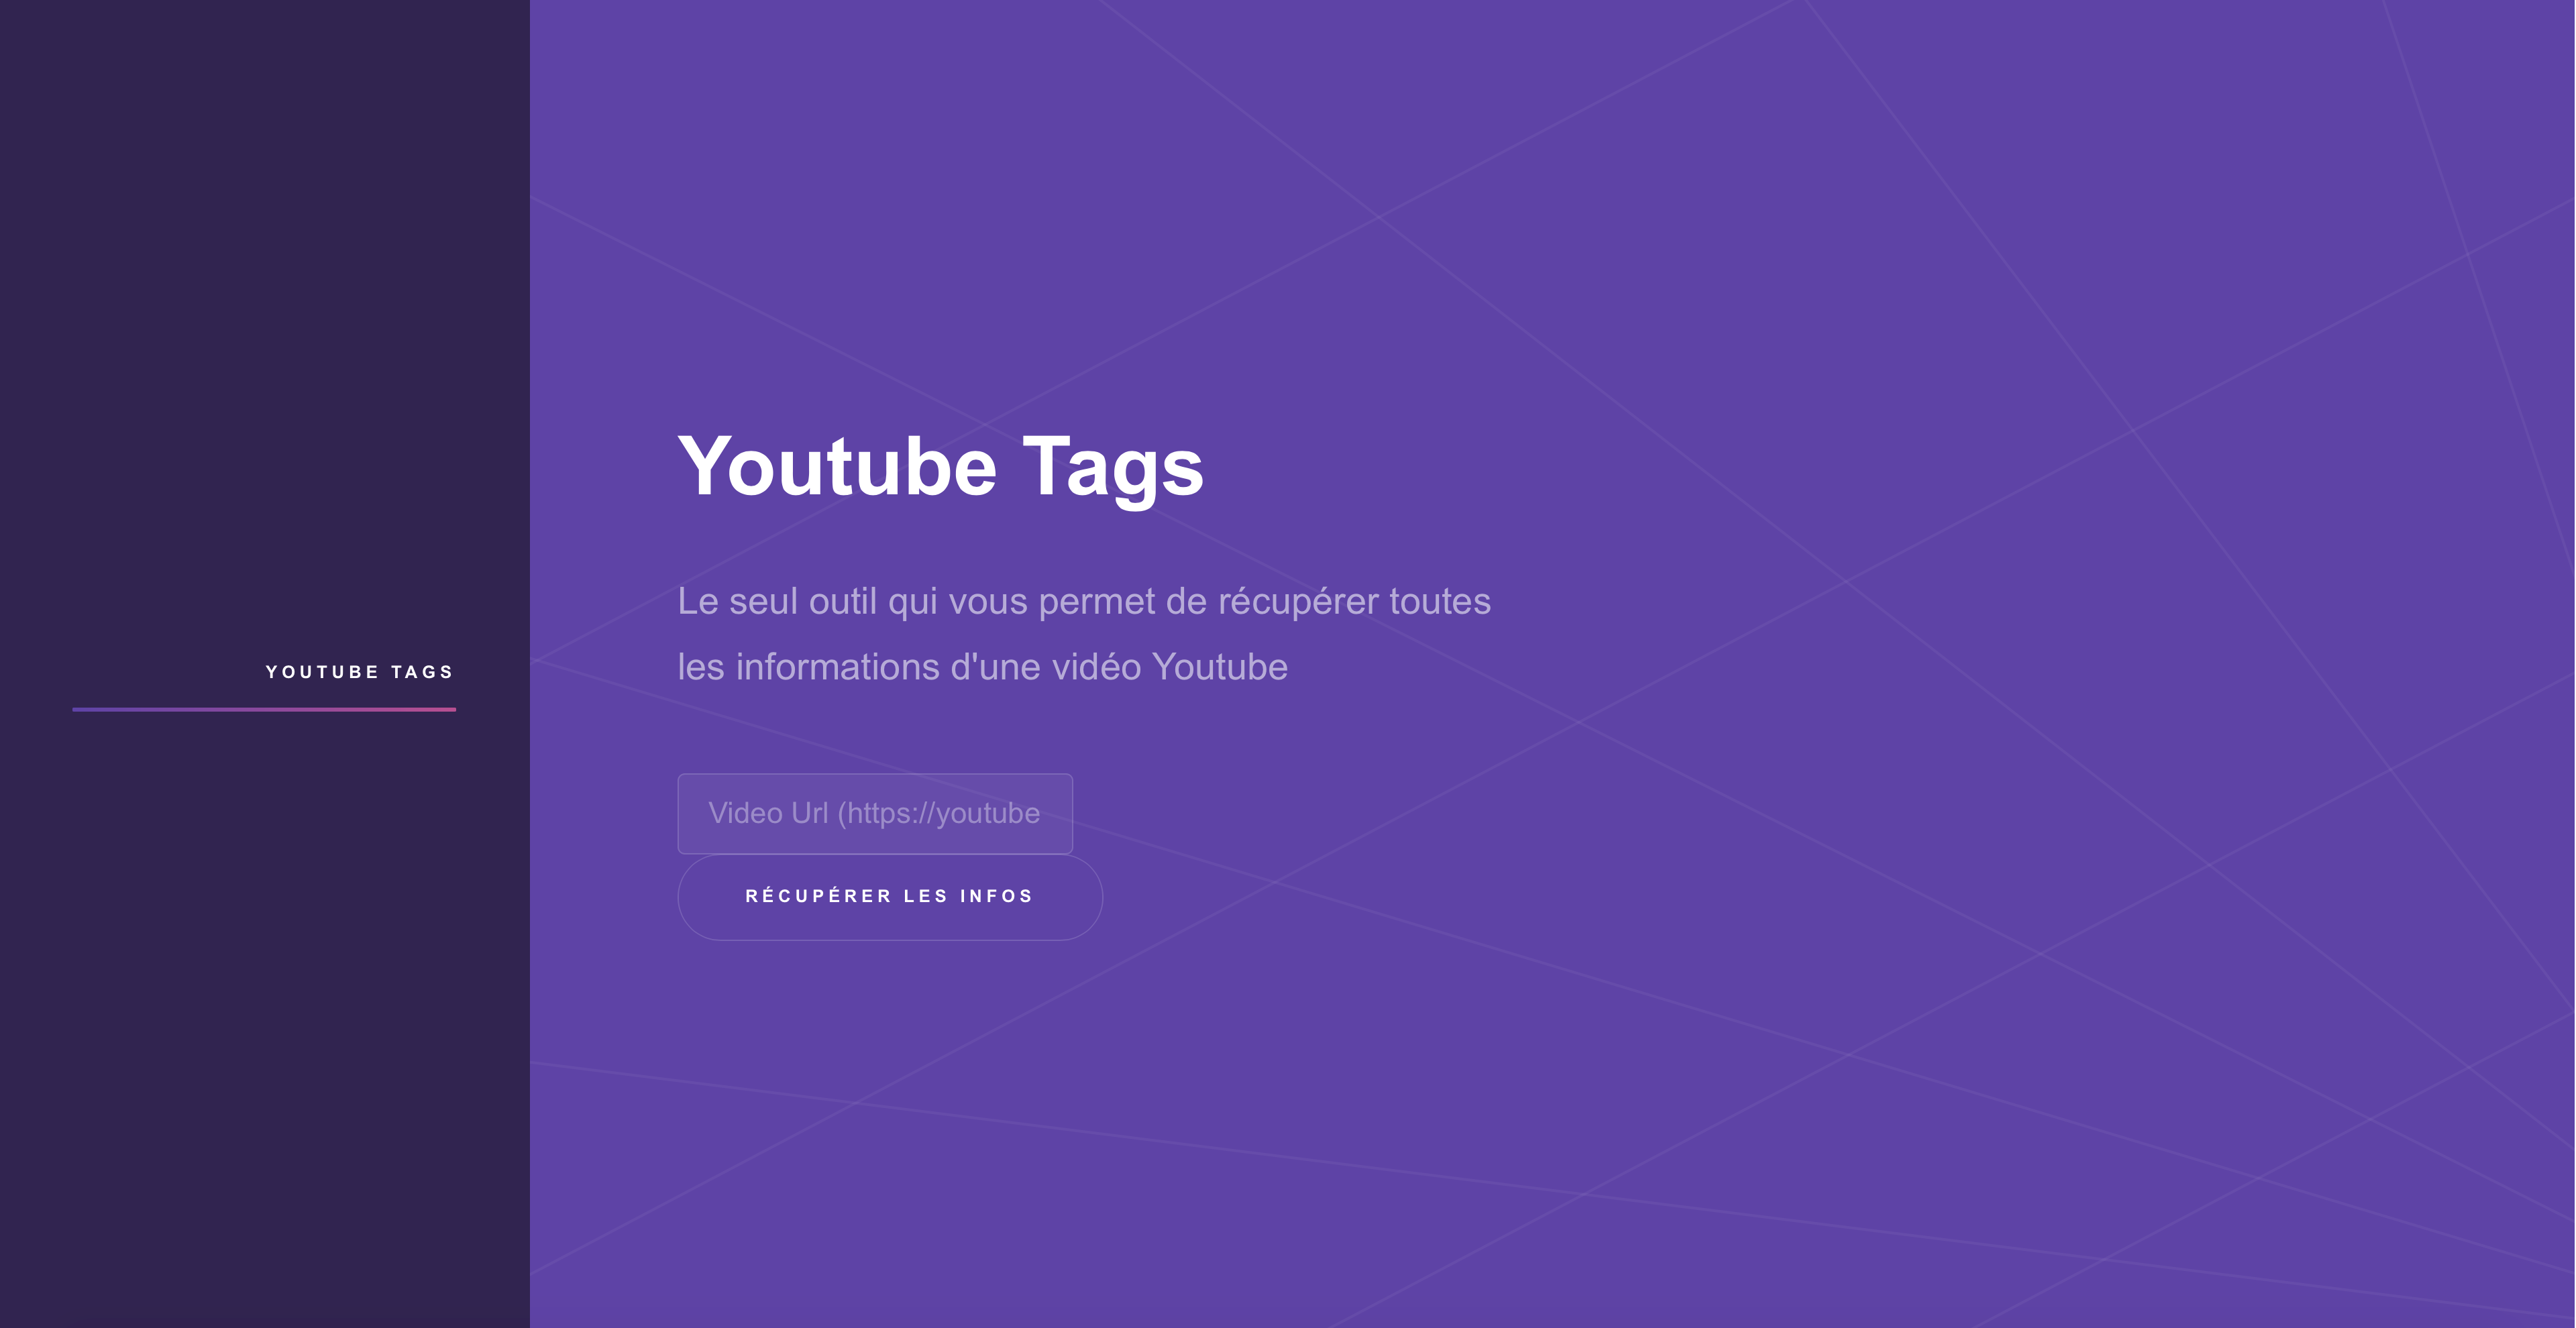 YOUTUBE TAGS
Youtube Tags
Le seul outil qui vous permet de récupérer toutes
les informations d'une vidéo Youtube
Video Url (https://youtube
RÉCUPÉRER LES INFOS